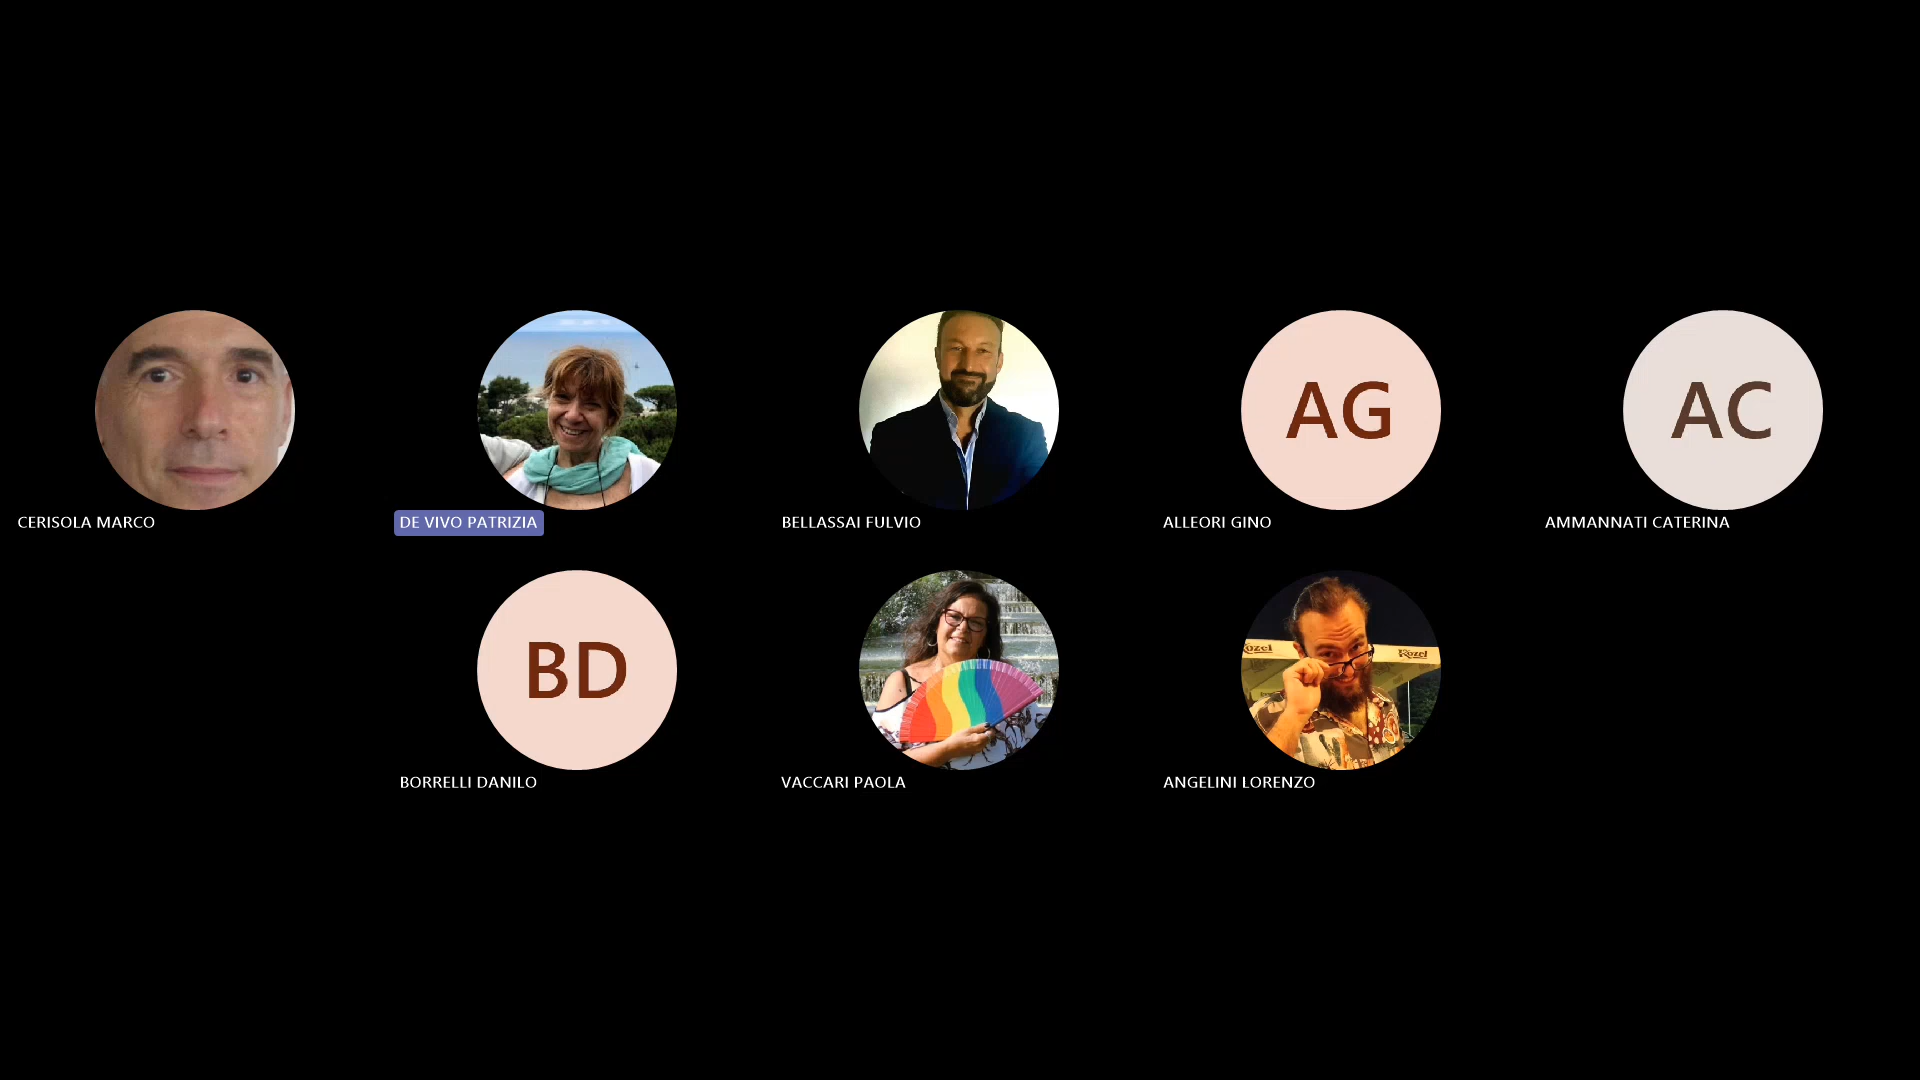 AG
AC
CERISOLA MARCO
DE VIVO PATRIZIA
BELLASSAI FULVIO
ALLEORI GINO
AMMANNATI CATERINA
BD
Kozel
BORRELLI DANILO
VACCARI PAOLA
ANGELINI LORENZO